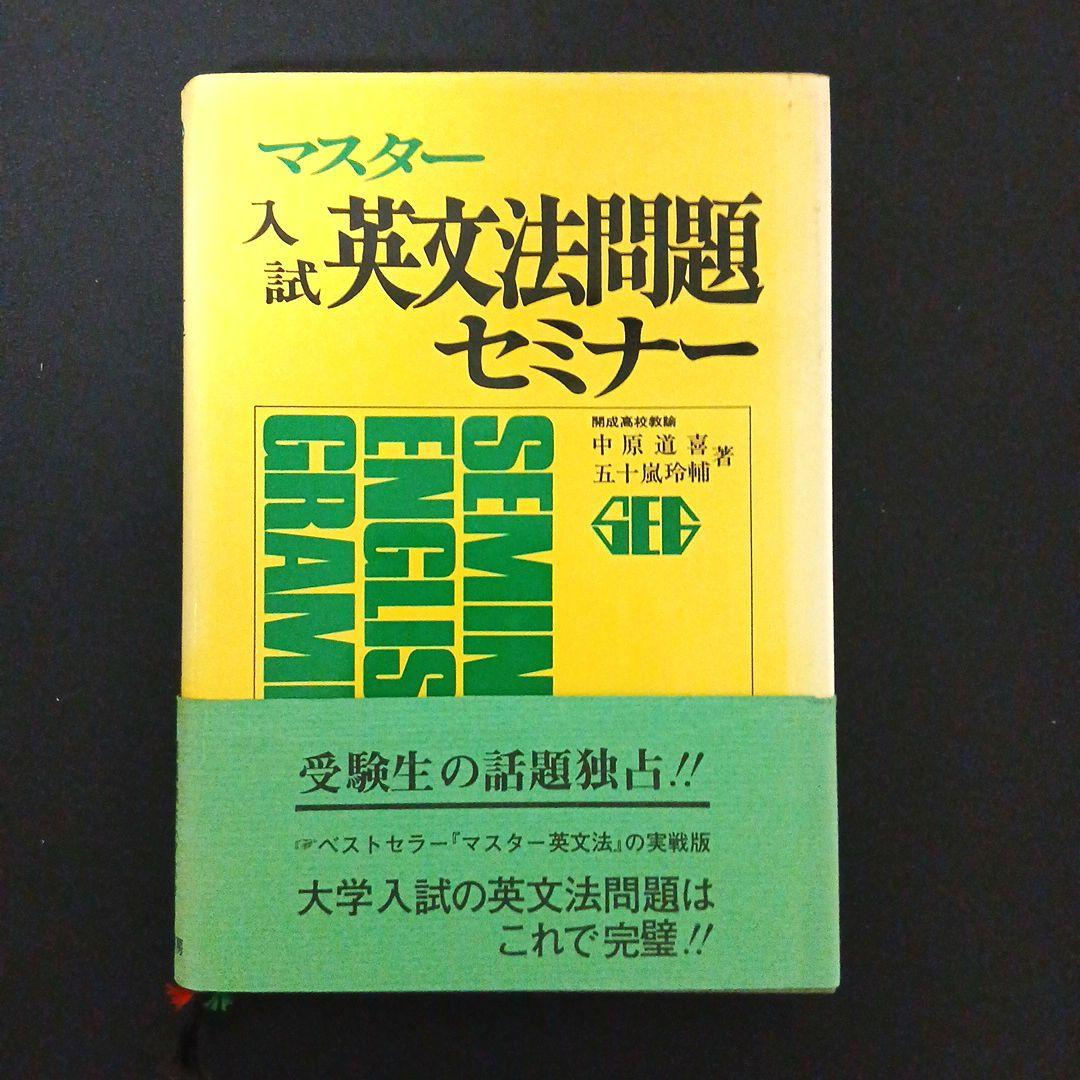 マスター
入試 英文法問題
セミナー
開成高校教諭
中原道喜
五十嵐玲輔 著
SEG
SEMIN
ENGLIS
GRAM
受験生の話題独占!!
☞ベストセラー『マスター英文法』の実戦版
大学入試の英文法問題は
これで完璧!!
房